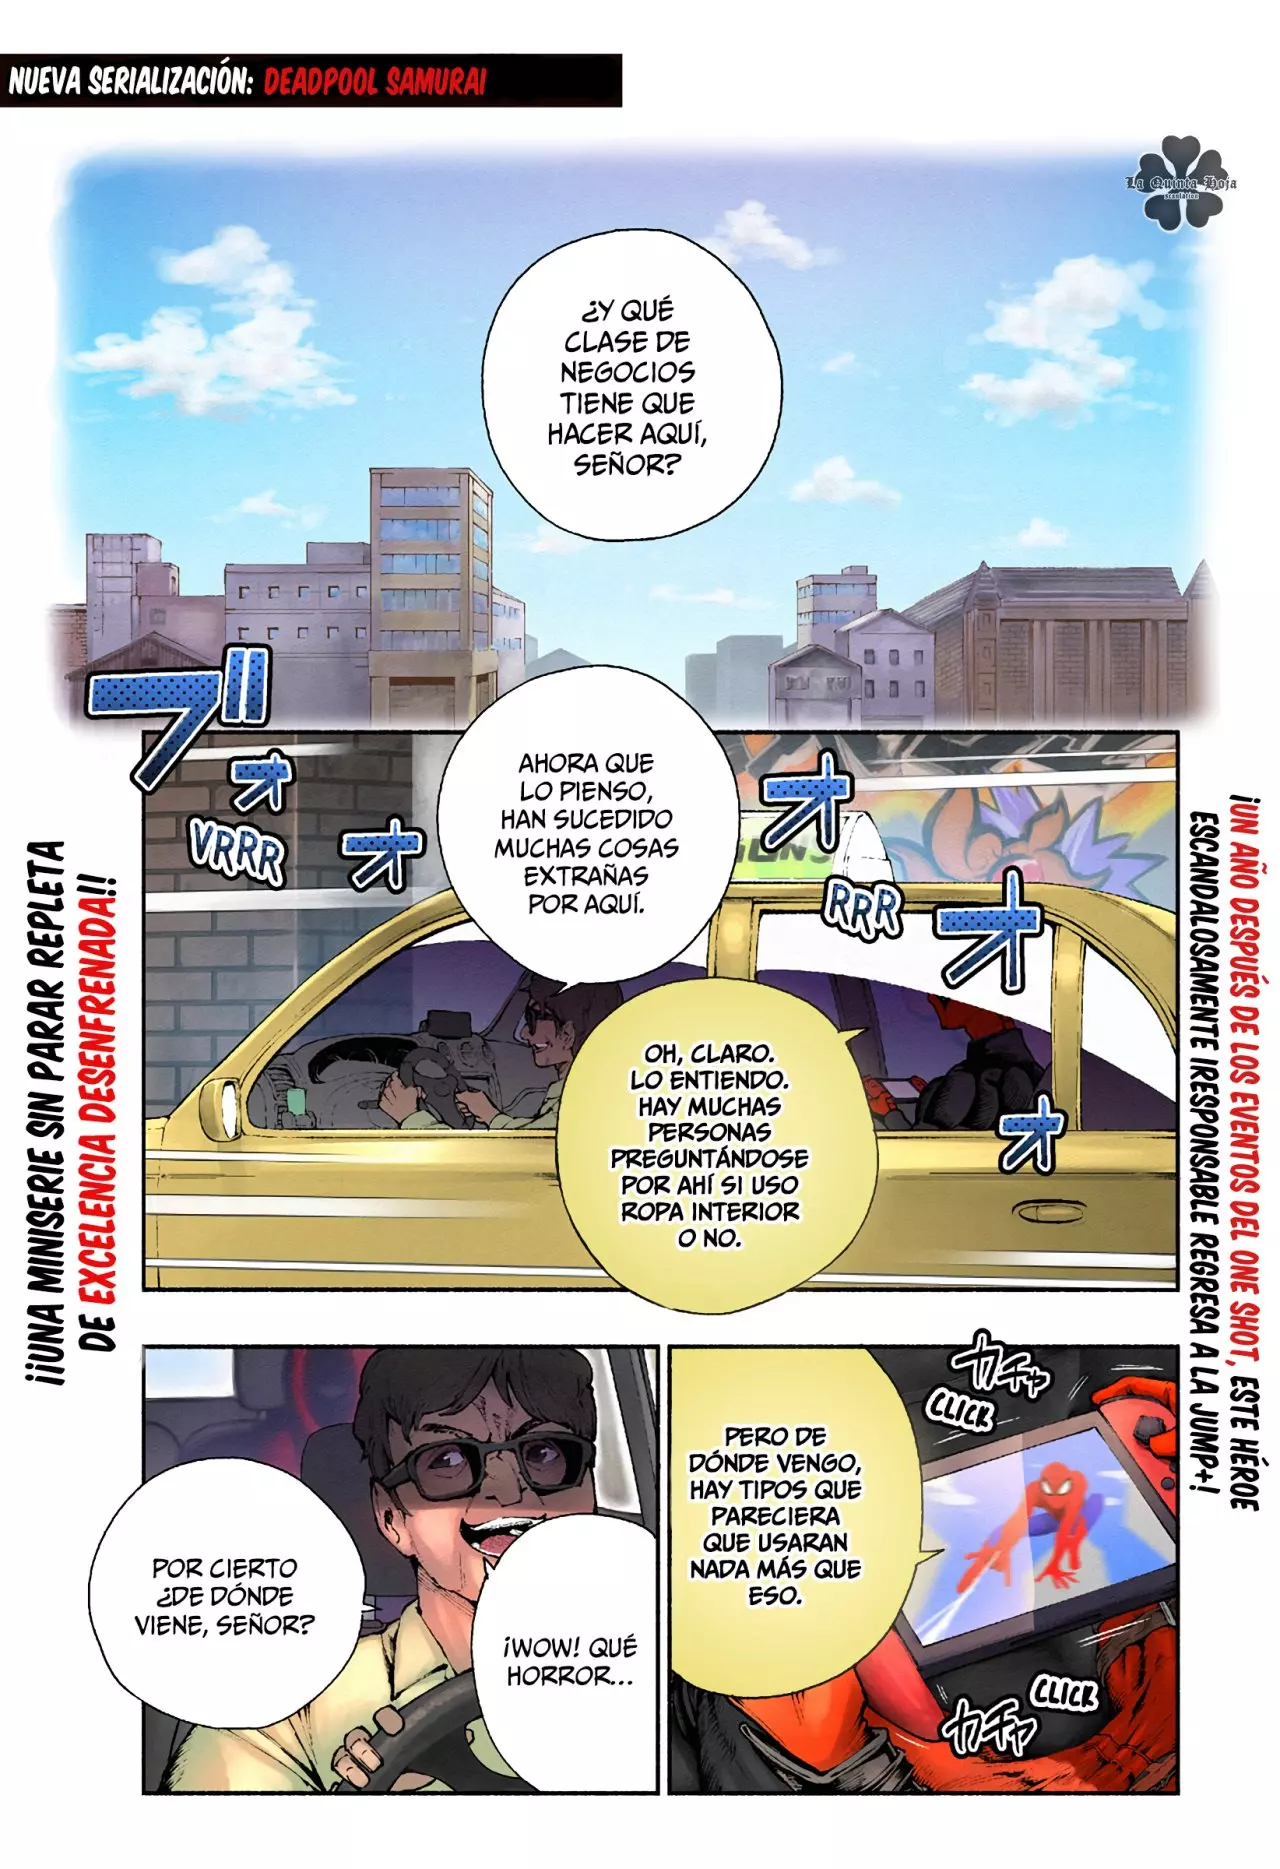 NUEVA SERIALIZACIÓN: DEADPOOL SAMURAI
La Quinta Hoja
scanlation
¿Y QUÉ
CLASE DE
NEGOCIOS
TIENE QUE
HACER AQUÍ,
SEÑOR?
¡UN AÑO DESPUÉS DE LOS EVENTOS DEL ONE SHOT, ESTE HÉROE
ESCANDALOSAMENTE IRESPONSABLE REGRESA A LA JUMP+!
ブオオオオオ
VRRR
RRR
AHORA QUE
LO PIENSO,
HAN SUCEDIDO
MUCHAS COSAS
EXTRAÑAS
POR AQUÍ.
OH, CLARO.
LO ENTIENDO.
HAY MUCHAS
PERSONAS
PREGUNTÁNDOSE
POR AHÍ SI USO
ROPA INTERIOR
O NO.
¡¡UNA MINISERIE SIN PARAR REPLETA
DE EXCELENCIA DESENFRENADA!!
カチャ
CLICK
PERO DE
DÓNDE VENGO,
HAY TIPOS QUE
PARECIERA
QUE USARAN
NADA MÁS QUE
ESO.
カチャ
CLICK
¡WOW! QUÉ
HORROR...
POR CIERTO
¿DE DÓNDE
VIENE, SEÑOR?